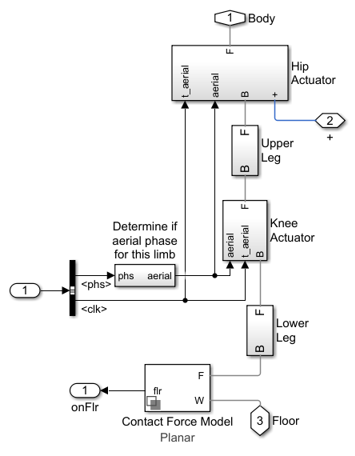 1
Body
F
t_aerial
aerial
B
+
Hip
Actuator
2
+
F
B
Upper
Leg
F
aerial
t_aerial
B
Knee
Actuator
Determine if
aerial phase
for this limb
phs
aerial
1
<phs>
<clk>
F
B
Lower
Leg
1
onFlr
flr
F
W
Contact Force Model
Planar
3
Floor